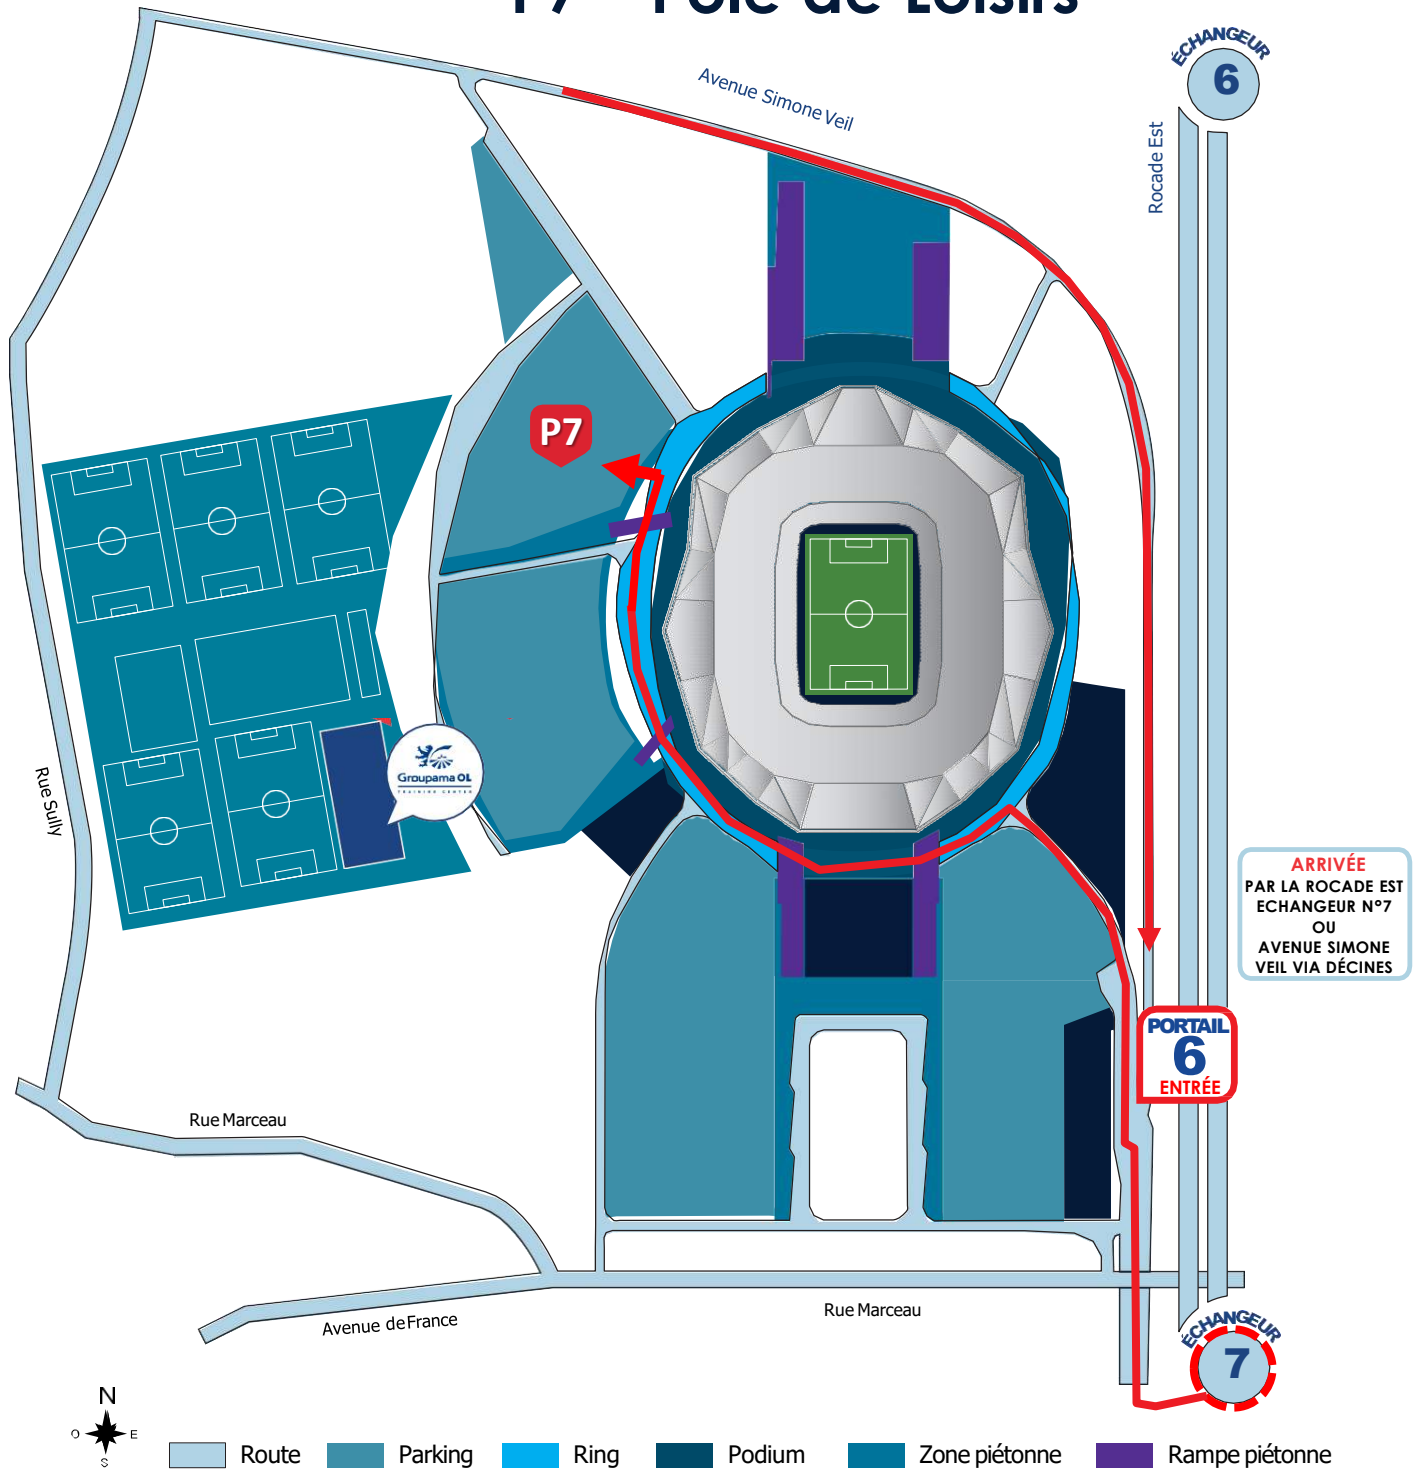 P7 - Pôle de Loisirs
ÉCHANGEUR
6
Avenue Simone Veil
Rocade Est
P7
Groupama OL
TRAINING CENTER
Rue Sully
ARRIVÉE
PAR LA ROCADE EST
ECHANGEUR N°7
OU
AVENUE SIMONE
VEIL VIA DÉCINES
PORTAIL
6
ENTRÉE
Rue Marceau
Rue Marceau
Avenue de France
ÉCHANGEUR
7
N
O
E
S
Route
Parking
Ring
Podium
Zone piétonne
Rampe piétonne